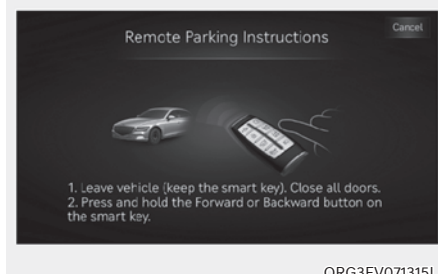 Cancel
Remote Parking Instructions
1. Leave vehicle (keep the smart key). Close all doors.
2. Press and hold the Forward or Backward button on
the smart key.
ORG3EV071315L